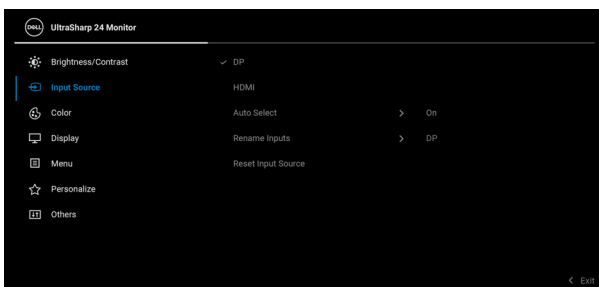 DELL UltraSharp 24 Monitor
Brightness/Contrast DP
Input Source HDMI
Color Auto Select On
Display Rename Inputs DP
Menu Reset Input Source
Personalize
Others
Exit